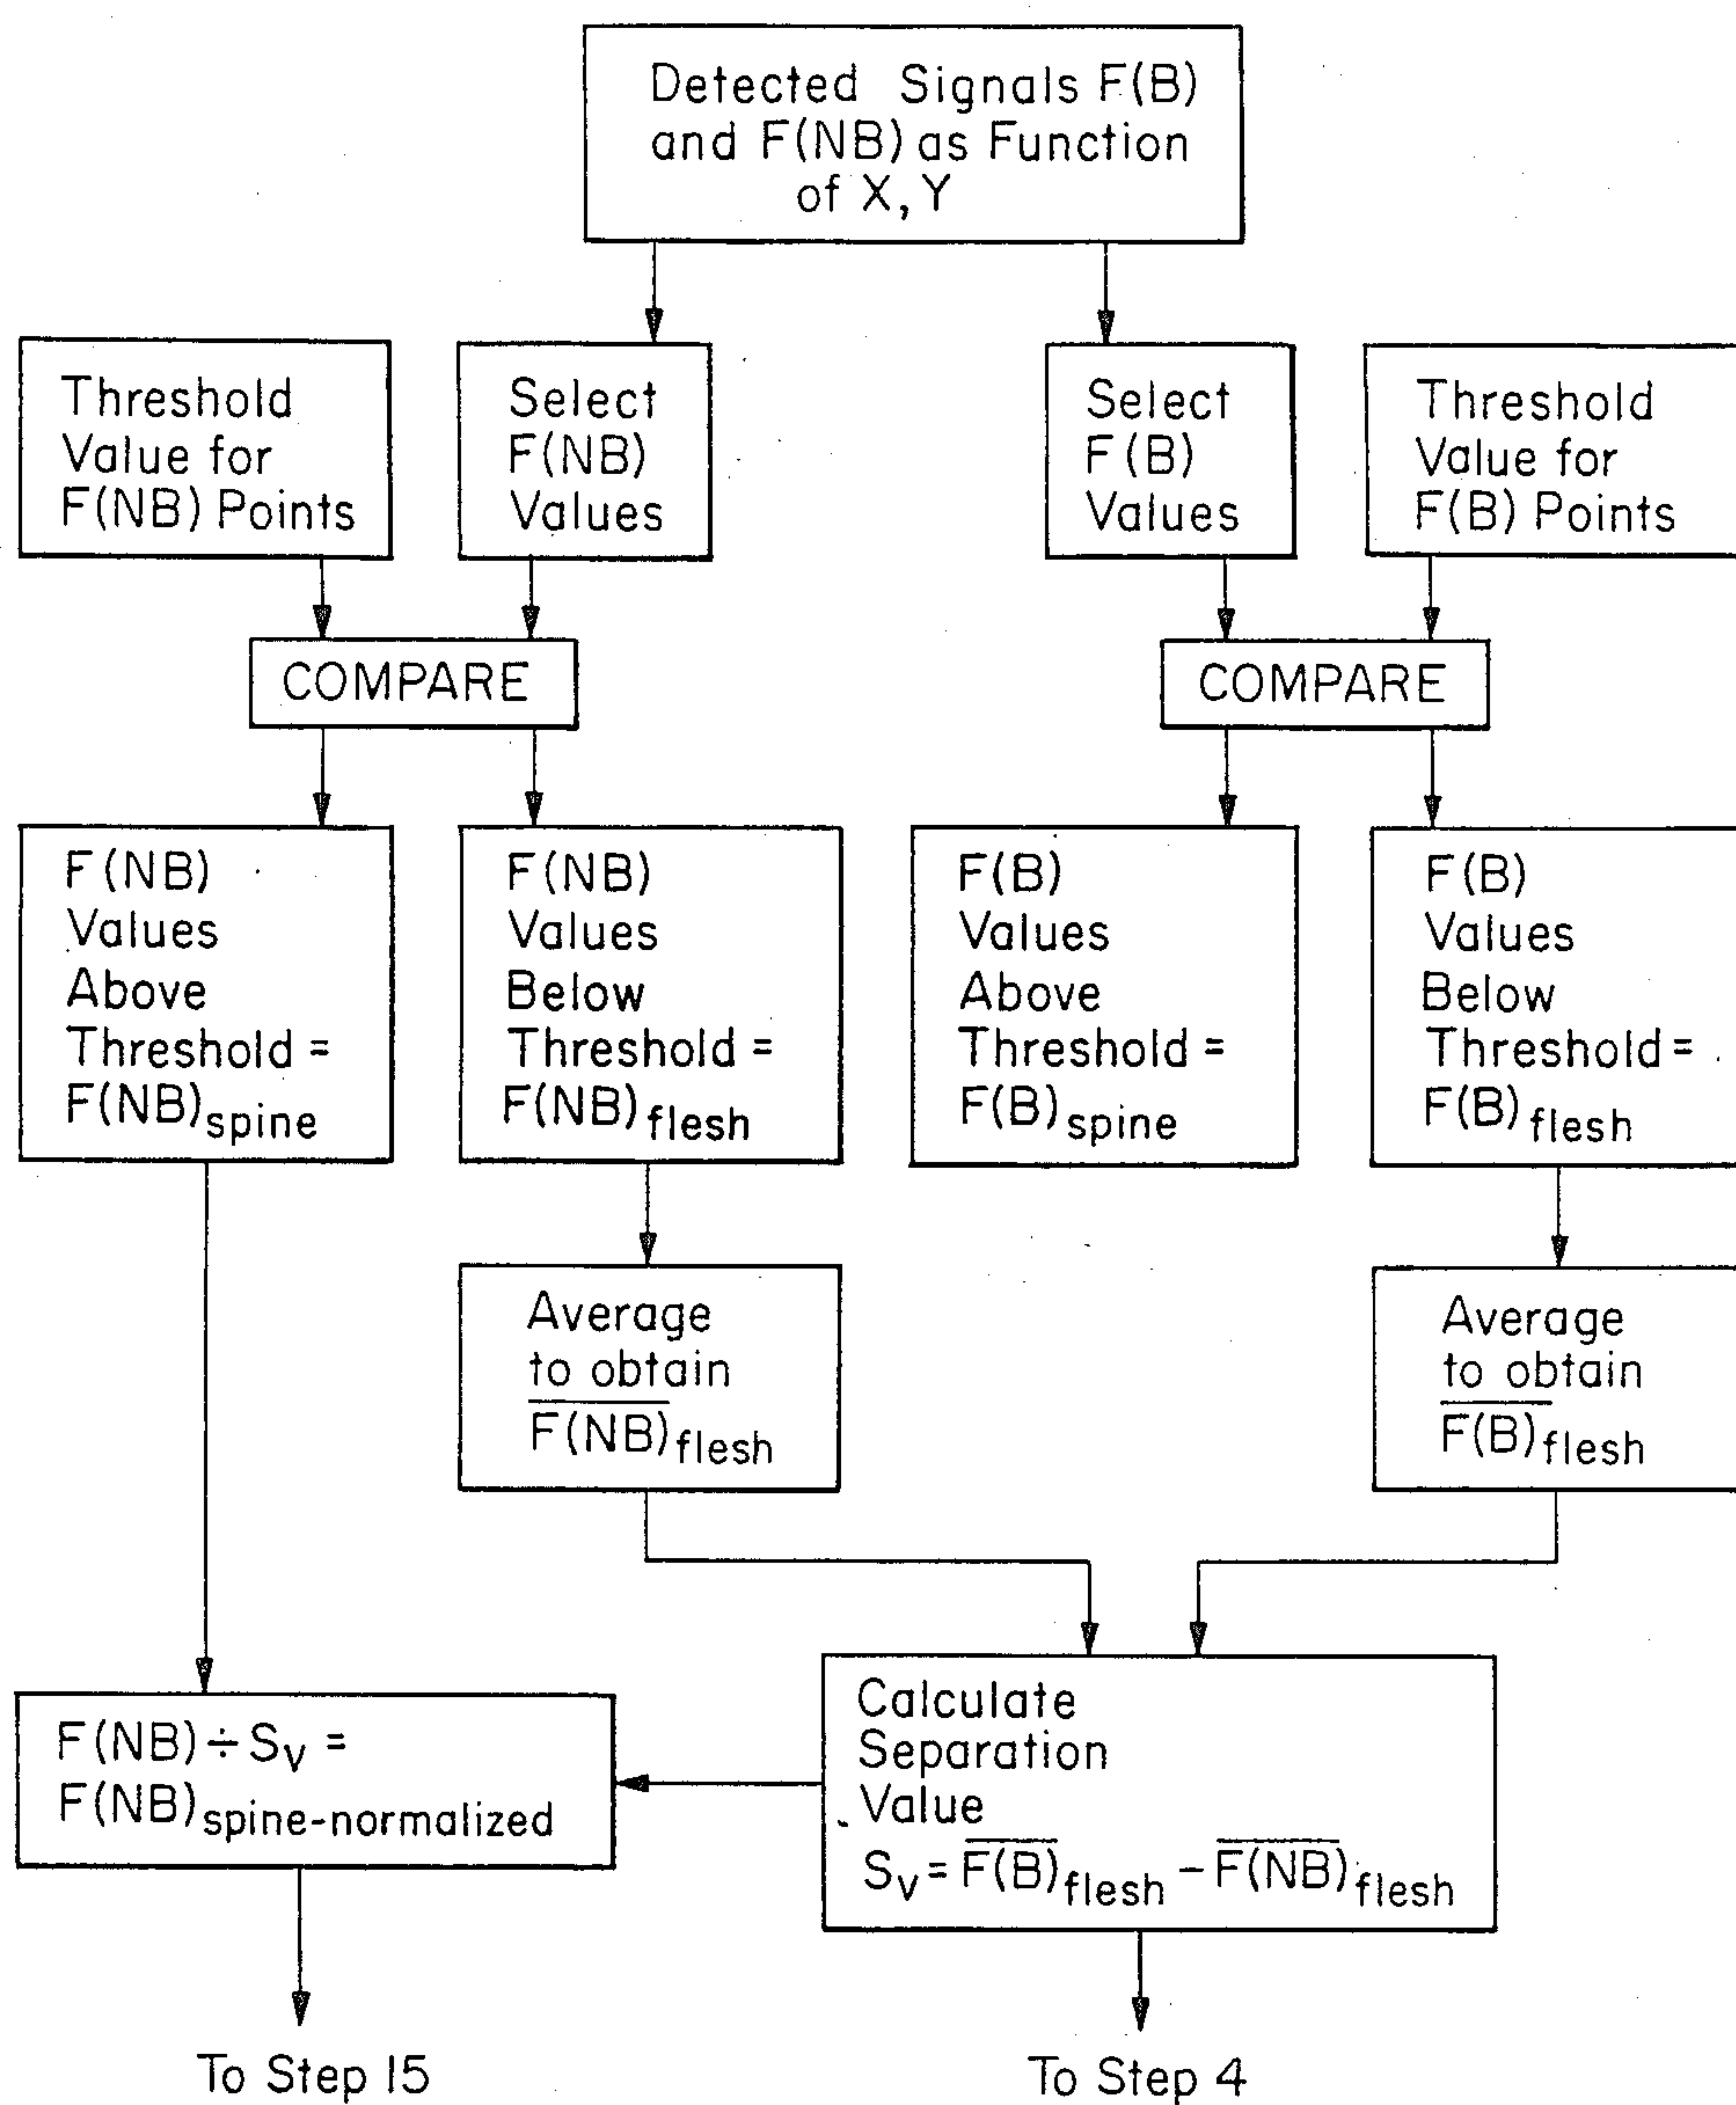 Detected Signals F(B)
and F(NB) as Function
of X, Y
Threshold
Value for
F(NB) Points
Select
F(NB)
Values
Select
F(B)
Values
Threshold
Value for
F(B) Points
COMPARE
COMPARE
F(NB)
Values
Above
Threshold =
F(NB)spine
F(NB)
Values
Below
Threshold =
F(NB)flesh
F(B)
Values
Above
Threshold =
F(B)spine
F(B)
Values
Below
Threshold =
F(B)flesh
Average
to obtain
F̅(̅N̅B̅)̅flesh
Average
to obtain
F̅(̅B̅)̅flesh
F(NB) ÷ Sv =
F(NB)spine-normalized
Calculate
Separation
Value
Sv = F̅(̅B̅)̅flesh – F̅(̅N̅B̅)̅flesh
To Step 15
To Step 4